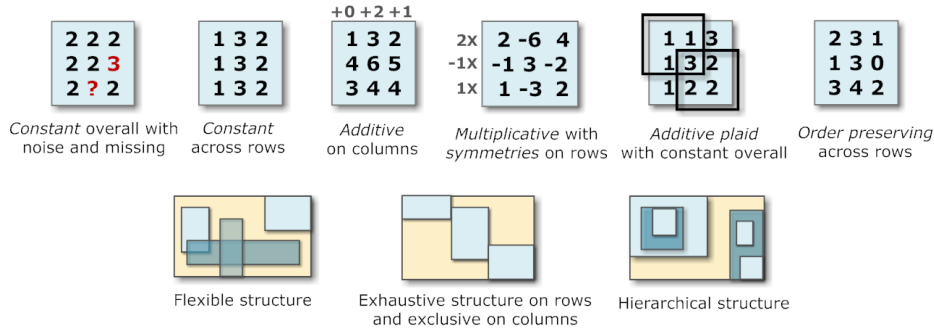 +0 +2 +1
2 2 2
2 2 3
2 ? 2
1 3 2
1 3 2
1 3 2
1 3 2
4 6 5
3 4 4
2x
-1x
1x
2 -6 4
-1 3 -2
1 -3 2
1 1 3
1 3 2
1 2 2
2 3 1
1 3 0
3 4 2
Constant overall with
noise and missing
Constant
across rows
Additive
on columns
Multiplicative with
symmetries on rows
Additive plaid
with constant overall
Order preserving
across rows
Flexible structure
Exhaustive structure on rows
and exclusive on columns
Hierarchical structure